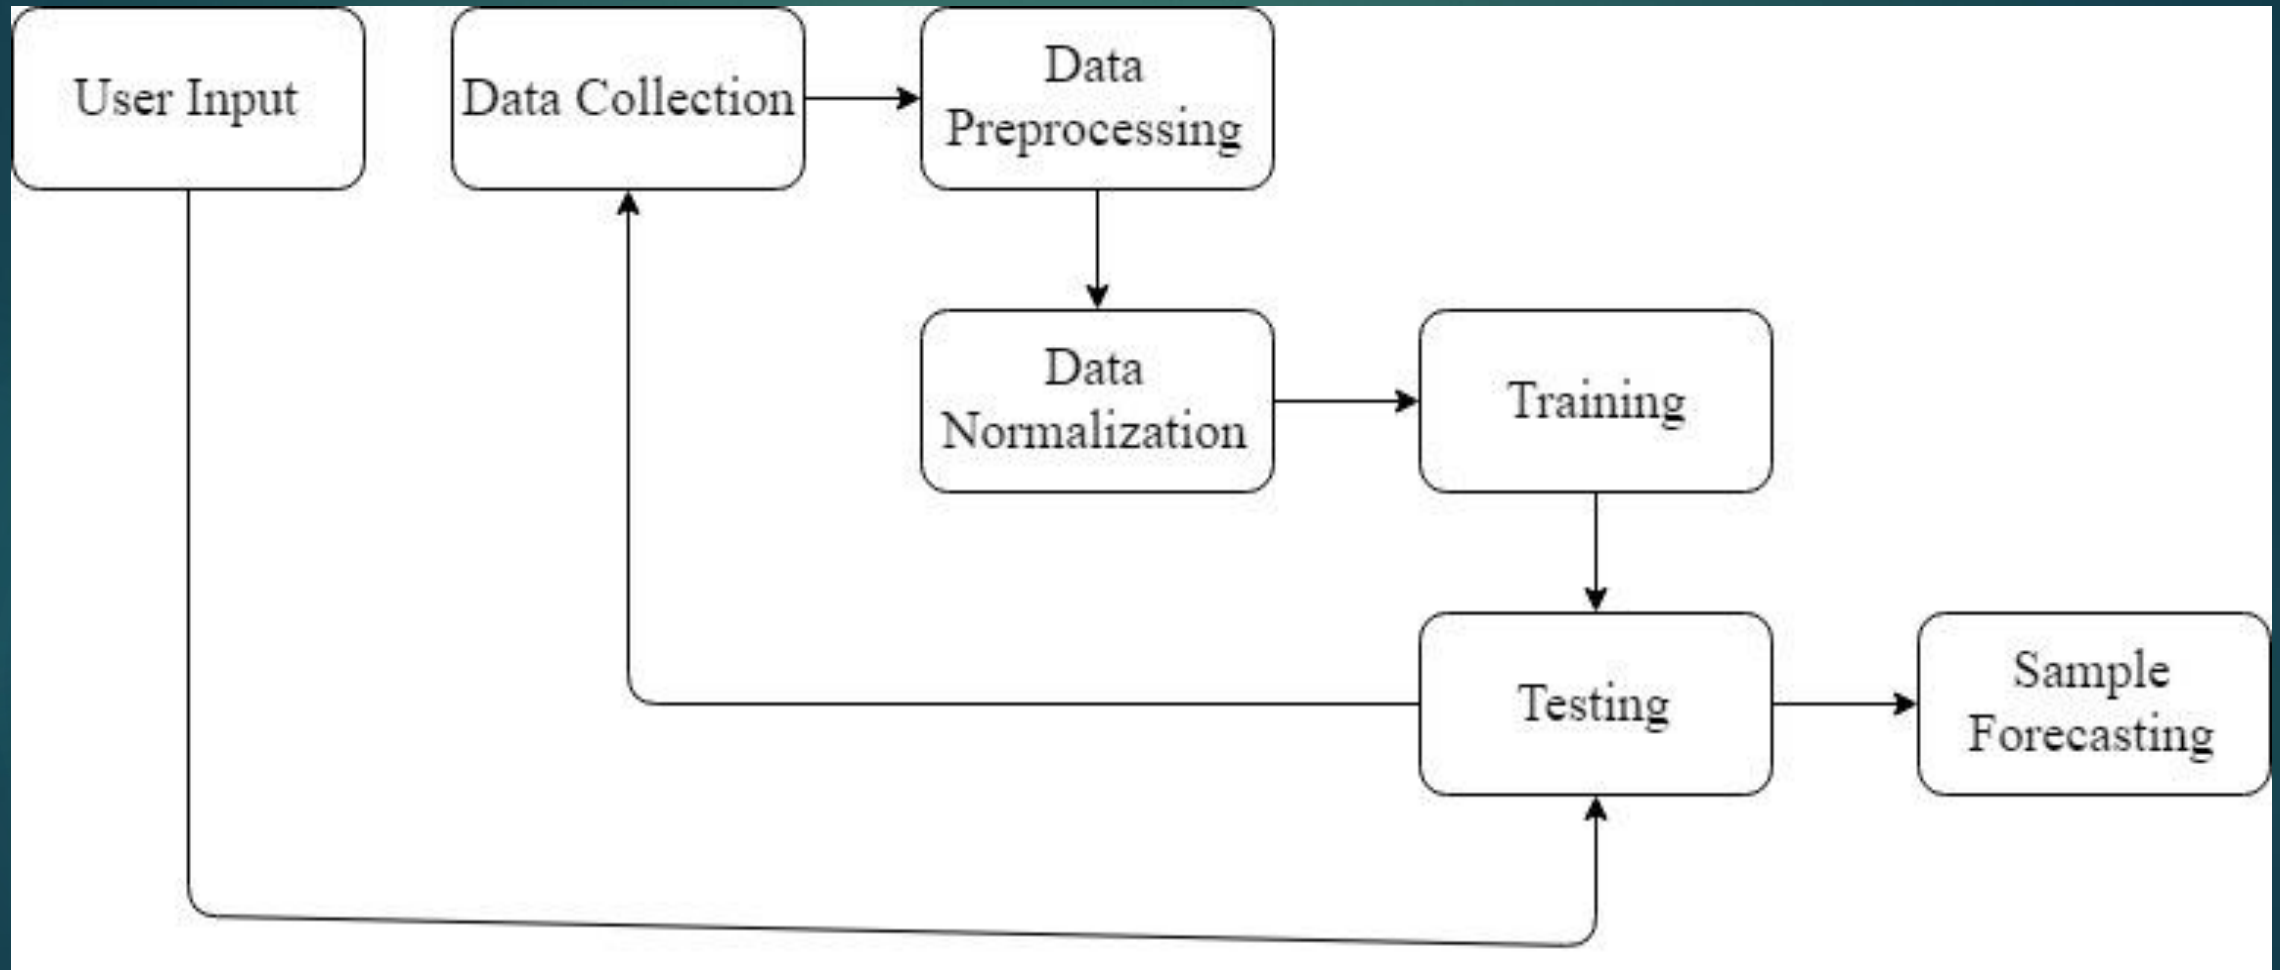 User Input
Data Collection
Data
Preprocessing
Data
Normalization
Training
Testing
Sample
Forecasting